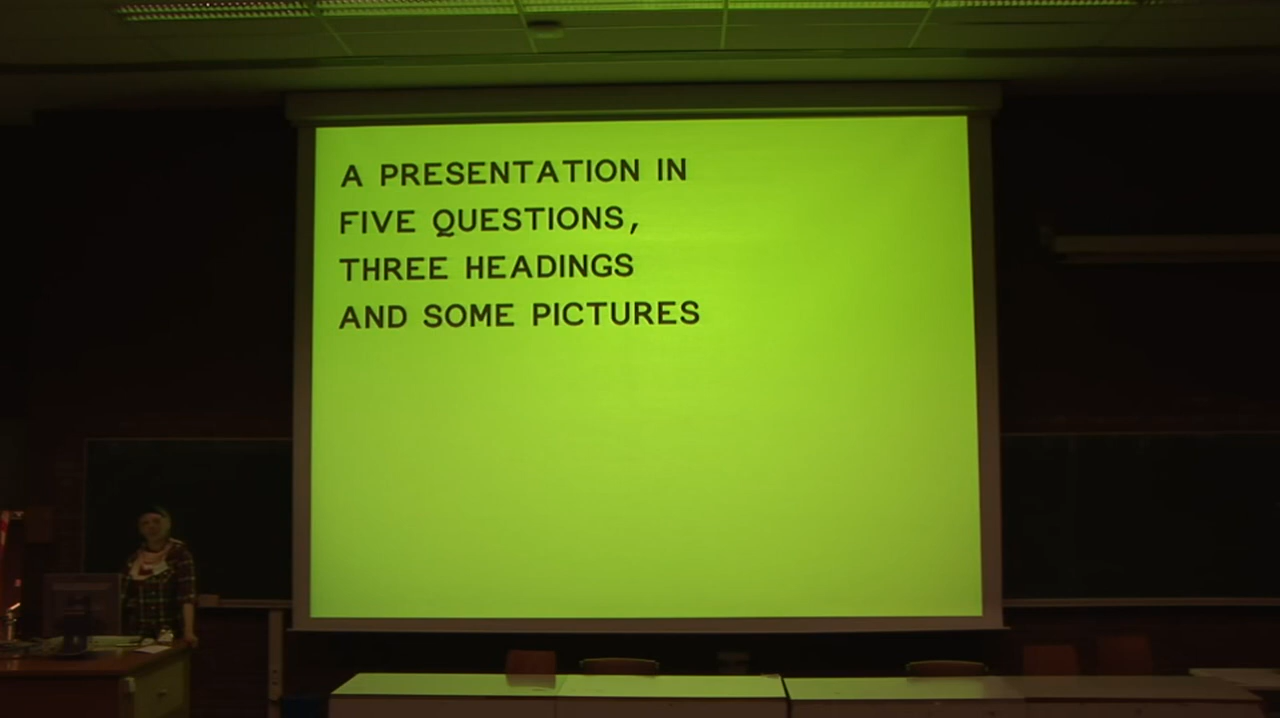 A PRESENTATION IN
FIVE QUESTIONS,
THREE HEADINGS
AND SOME PICTURES